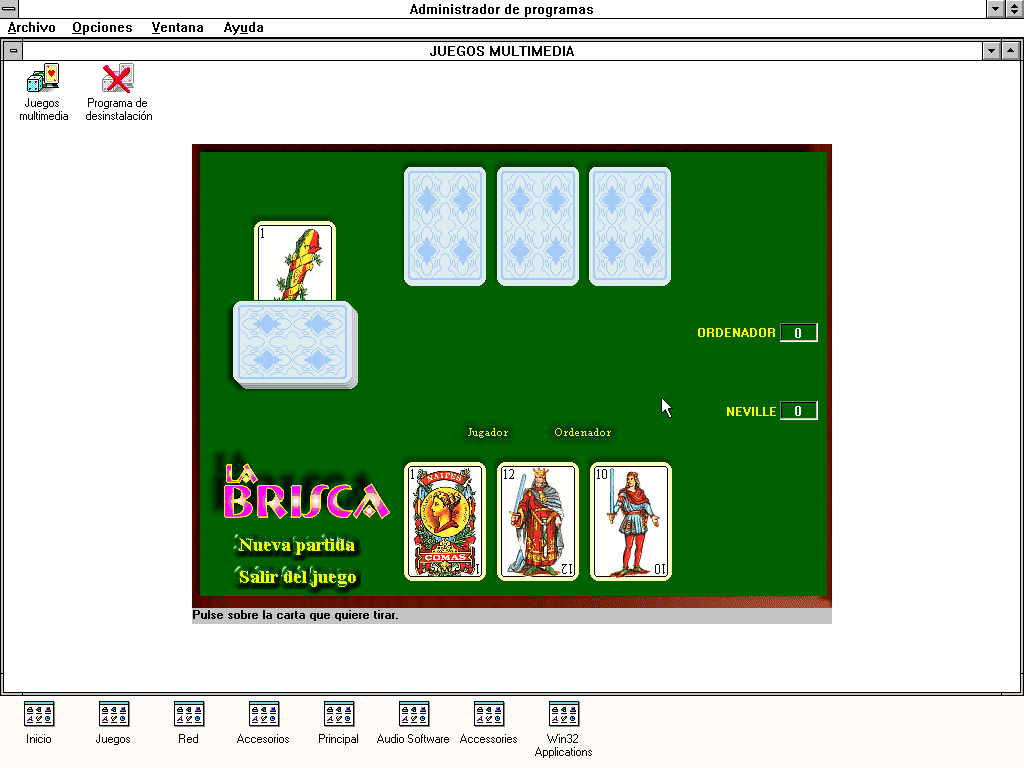 Administrador de programas
Archivo Opciones Ventana Ayuda
JUEGOS MULTIMEDIA
Juegos multimedia
Programa de desinstalación
1
ORDENADOR 0
NEVILLE 0
Jugador Ordenador
LA BRISCA
Nueva partida
Salir del juego
1 NAIPES COMAS 1
12 12
10 10
Pulse sobre la carta que quiere tirar.
Inicio Juegos Red Accesorios Principal Audio Software Accessories Win32 Applications